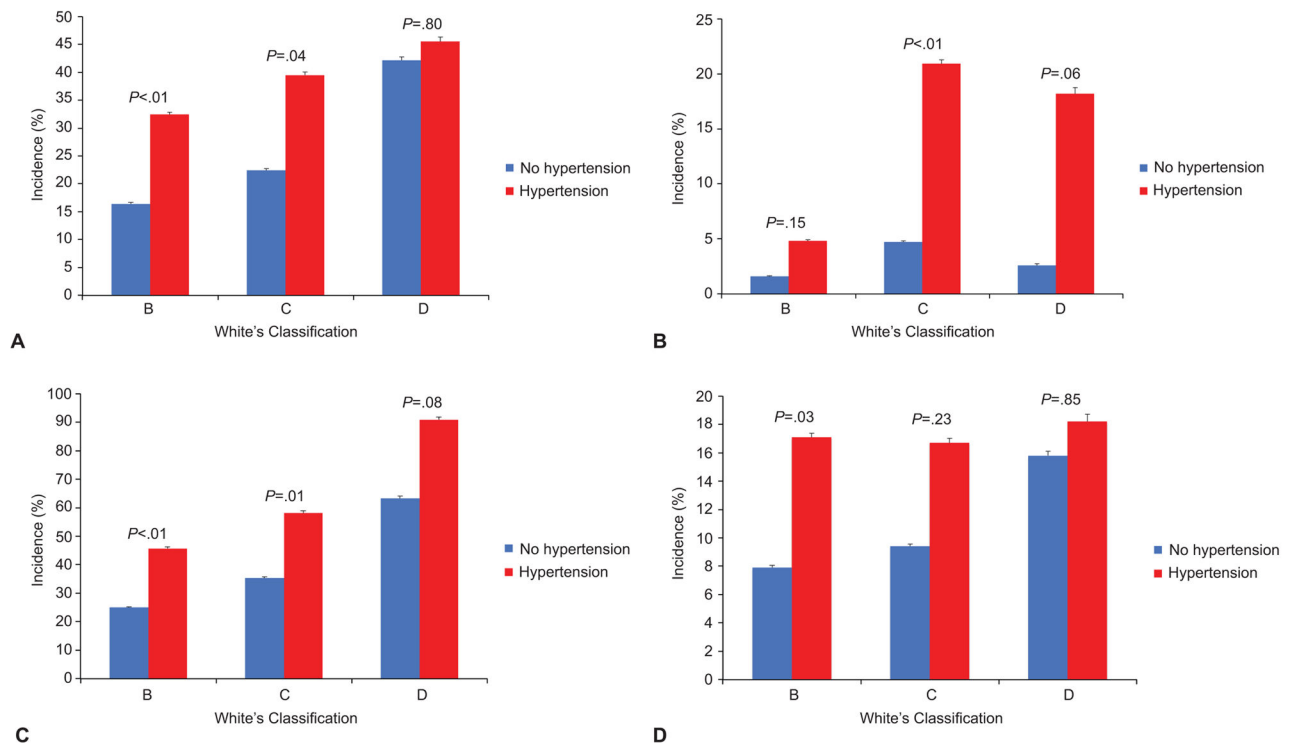 50
45
40
35
30
25
20
15
10
5
0
Incidence (%)
P<.01
P=.04
P=.80
B
C
D
White's Classification
No hypertension
Hypertension
A
25
20
15
10
5
0
Incidence (%)
P=.15
P<.01
P=.06
B
C
D
White's Classification
No hypertension
Hypertension
B
100
90
80
70
60
50
40
30
20
10
0
Incidence (%)
P<.01
P=.01
P=.08
B
C
D
White's Classification
No hypertension
Hypertension
C
20
18
16
14
12
10
8
6
4
2
0
Incidence (%)
P=.03
P=.23
P=.85
B
C
D
White's Classification
No hypertension
Hypertension
D